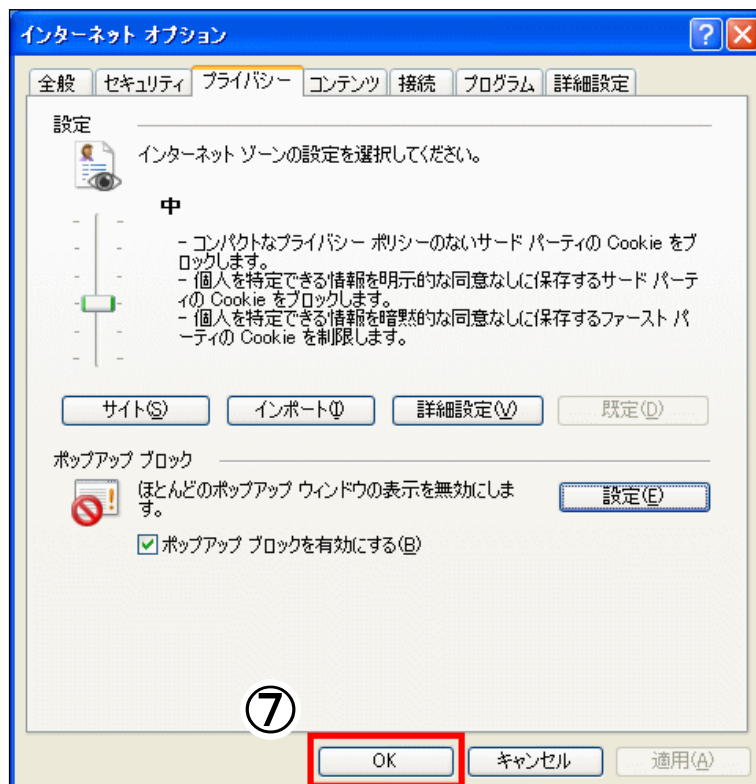 インターネット オプション
全般 セキュリティ プライバシー コンテンツ 接続 プログラム 詳細設定
設定
インターネット ゾーンの設定を選択してください。
中
- コンパクトなプライバシー ポリシーのないサード パーティの Cookie をブ
ロックします。
- 個人を特定できる情報を明示的な同意なしに保存するサード パーテ
ィの Cookie をブロックします。
- 個人を特定できる情報を暗黙的な同意なしに保存するファースト パ
ーティの Cookie を制限します。
サイト(S) インポート(I) 詳細設定(V) 既定(D)
ポップアップ ブロック
ほとんどのポップアップ ウィンドウの表示を無効にしま
す。
設定(E)
ポップアップ ブロックを有効にする(B)
⑦
OK キャンセル 適用(A)